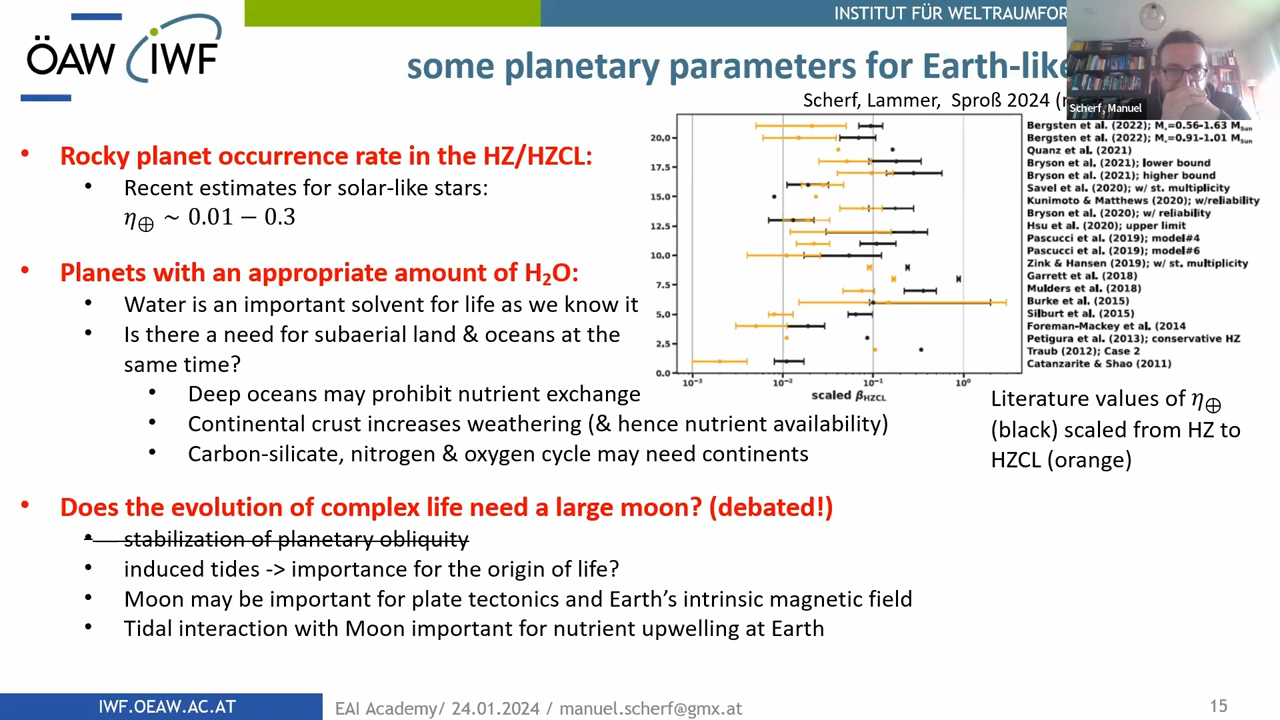 INSTITUT FÜR WELTRAUMFOR
ÖAW IWF
some planetary parameters for Earth-like
Scherf, Manuel
Scherf, Lammer, Sproß 2024
• Rocky planet occurrence rate in the HZ/HZCL:
• Recent estimates for solar-like stars:
η⊕ ~ 0.01 − 0.3
• Planets with an appropriate amount of H₂O:
• Water is an important solvent for life as we know it
• Is there a need for subaerial land & oceans at the
same time?
• Deep oceans may prohibit nutrient exchange
• Continental crust increases weathering (& hence nutrient availability)
• Carbon-silicate, nitrogen & oxygen cycle may need continents
• Does the evolution of complex life need a large moon? (debated!)
• stabilization of planetary obliquity
• induced tides -> importance for the origin of life?
• Moon may be important for plate tectonics and Earth's intrinsic magnetic field
• Tidal interaction with Moon important for nutrient upwelling at Earth
20.0
17.5
15.0
12.5
10.0
7.5
5.0
2.5
0.0
10⁻³ 10⁻² 10⁻¹ 10⁰
scaled βHZCL
Bergsten et al. (2022); M*=0.56-1.63 MSun
Bergsten et al. (2022); M*=0.91-1.01 MSun
Quanz et al. (2021)
Bryson et al. (2021); lower bound
Bryson et al. (2021); higher bound
Savel et al. (2020); w/ st. multiplicity
Kunimoto & Matthews (2020); w/reliability
Bryson et al. (2020); w/ reliability
Hsu et al. (2020); upper limit
Pascucci et al. (2019); model#4
Pascucci et al. (2019); model#6
Zink & Hansen (2019); w/ st. multiplicity
Garrett et al. (2018)
Mulders et al. (2018)
Burke et al. (2015)
Silburt et al. (2015)
Foreman-Mackey et al. (2014
Petigura et al. (2013); conservative HZ
Traub (2012); Case 2
Catanzarite & Shao (2011)
Literature values of η⊕
(black) scaled from HZ to
HZCL (orange)
IWF.OEAW.AC.AT
EAI Academy/ 24.01.2024 / manuel.scherf@gmx.at
15